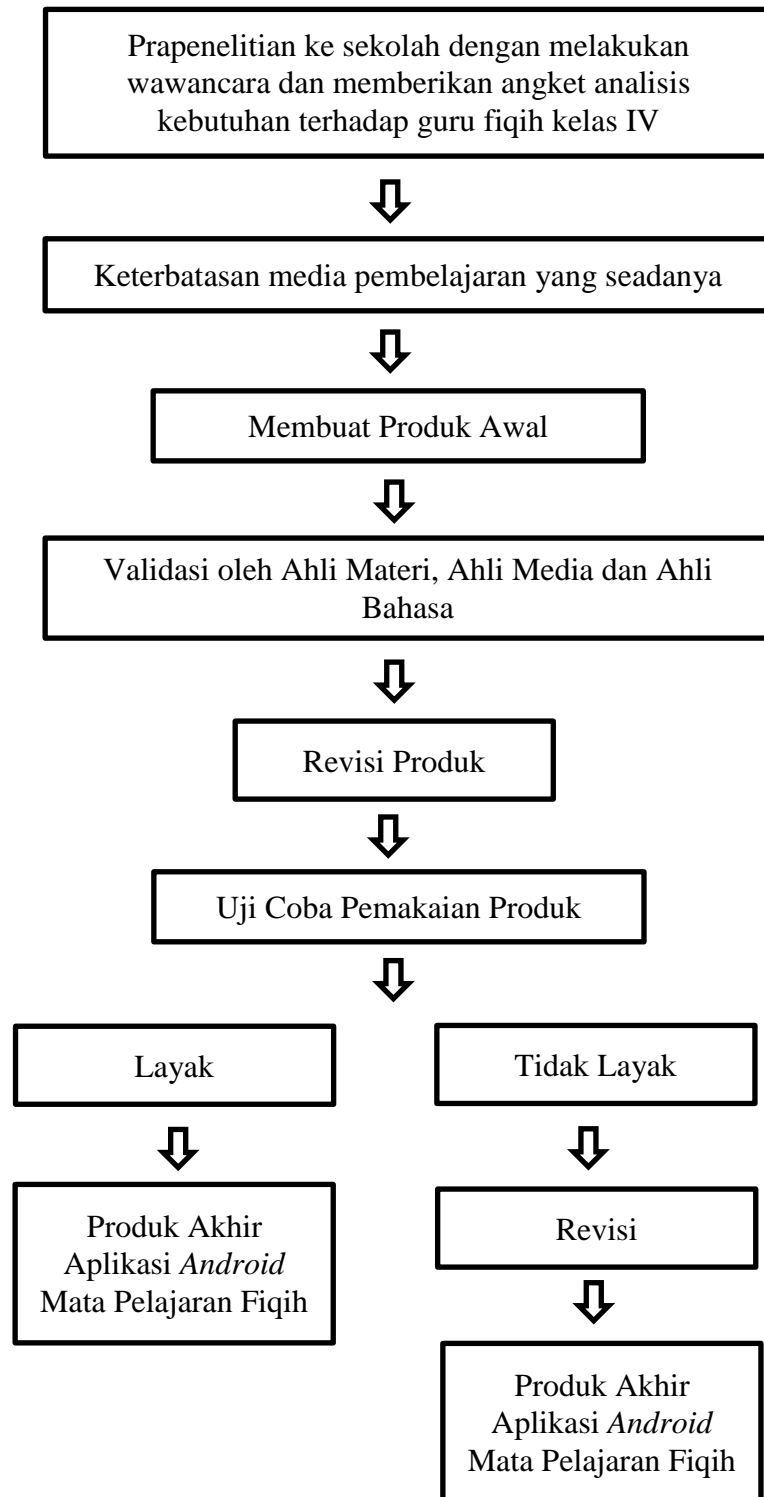 Prapenelitian ke sekolah dengan melakukan
wawancara dan memberikan angket analisis
kebutuhan terhadap guru fiqih kelas IV
Keterbatasan media pembelajaran yang seadanya
Membuat Produk Awal
Validasi oleh Ahli Materi, Ahli Media dan Ahli
Bahasa
Revisi Produk
Uji Coba Pemakaian Produk
Layak
Produk Akhir
Aplikasi Android
Mata Pelajaran Fiqih
Tidak Layak
Revisi
Produk Akhir
Aplikasi Android
Mata Pelajaran Fiqih